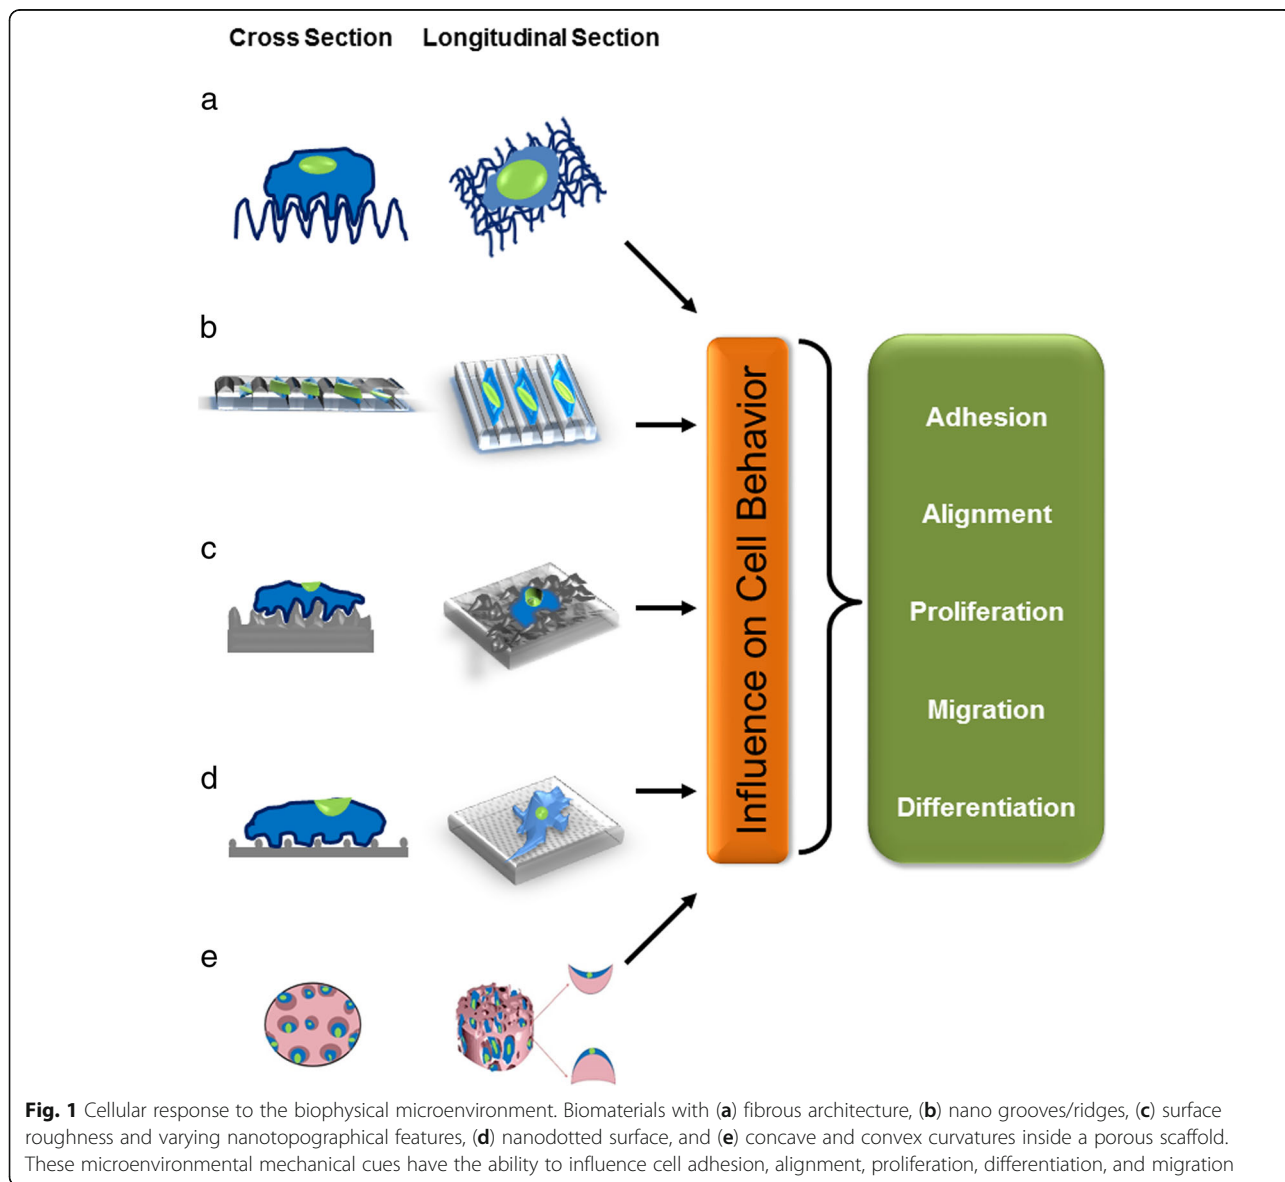 Cross Section Longitudinal Section
a
b
c
d
e
Influence on Cell Behavior
Adhesion
Alignment
Proliferation
Migration
Differentiation
Fig. 1 Cellular response to the biophysical microenvironment. Biomaterials with (a) fibrous architecture, (b) nano grooves/ridges, (c) surface
roughness and varying nanotopographical features, (d) nanodotted surface, and (e) concave and convex curvatures inside a porous scaffold.
These microenvironmental mechanical cues have the ability to influence cell adhesion, alignment, proliferation, differentiation, and migration